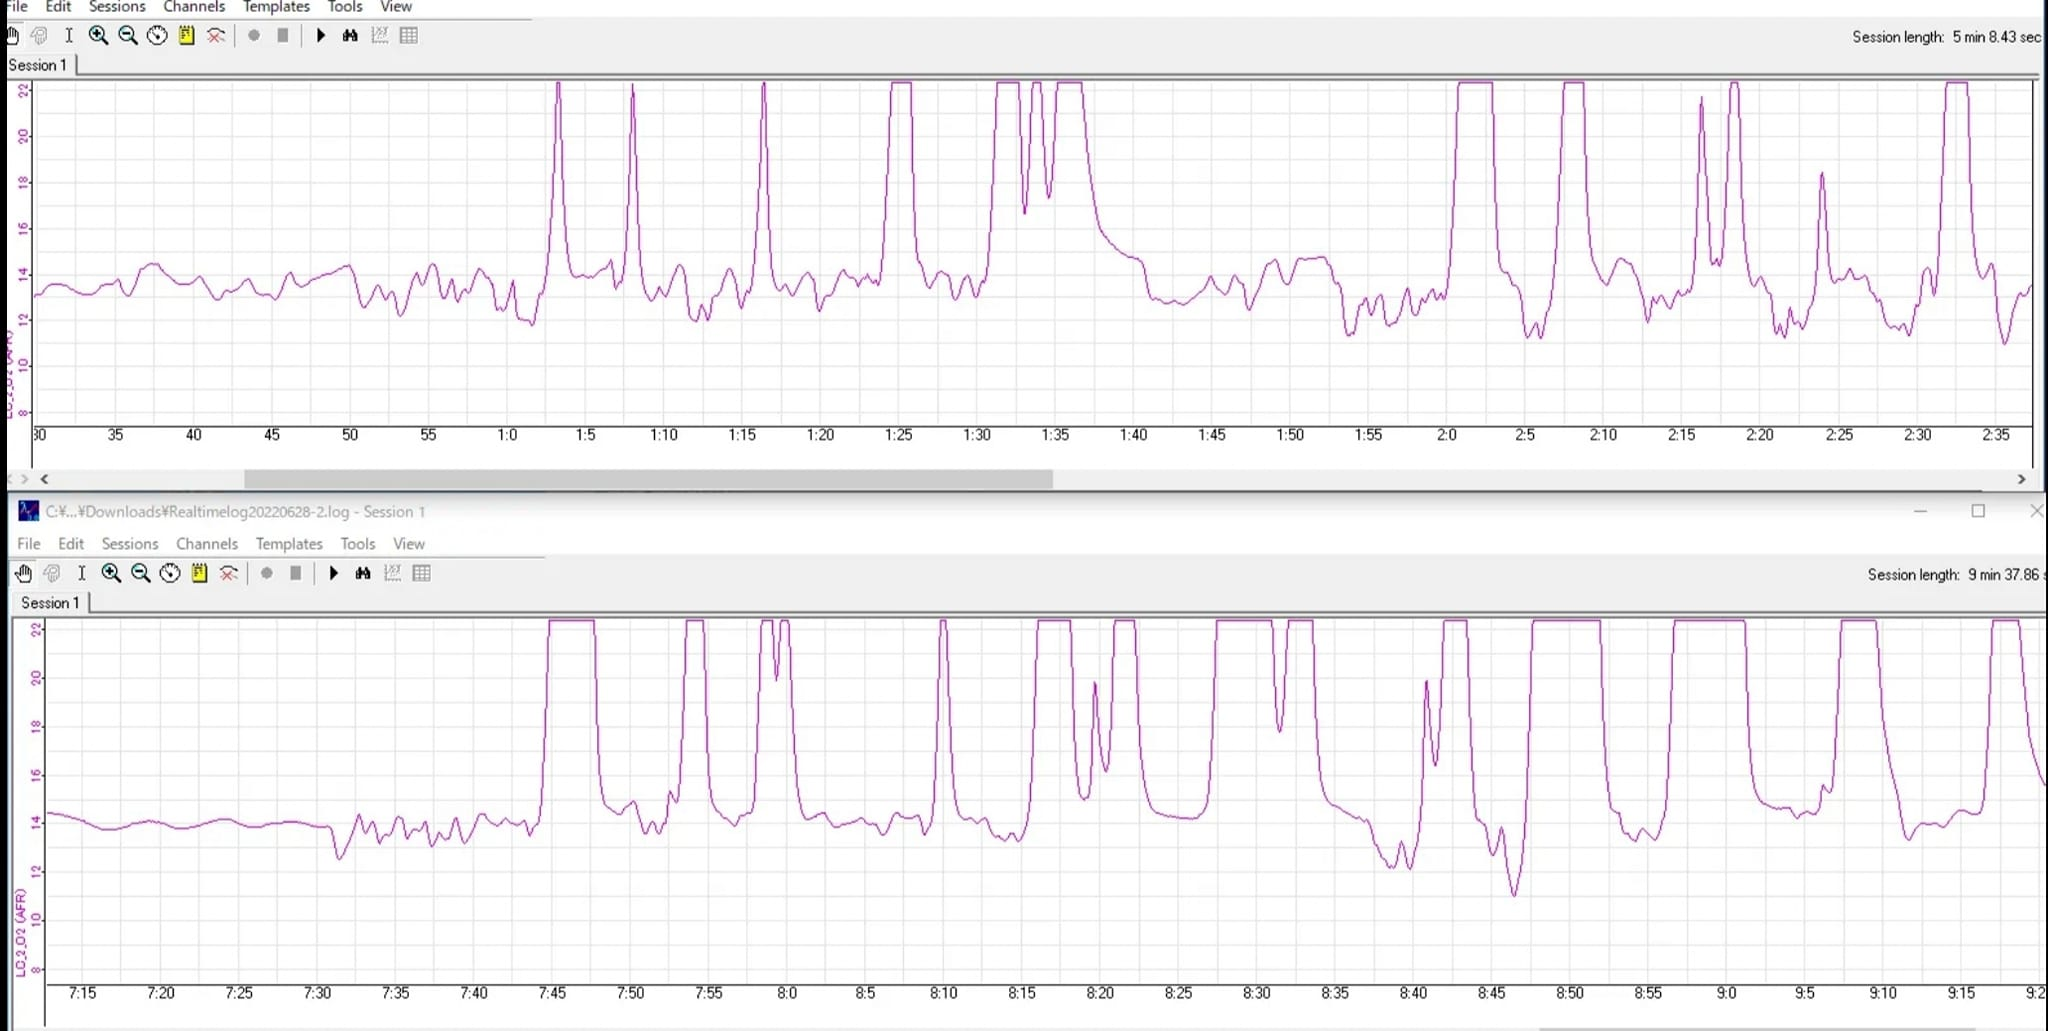 File Edit Sessions Channels Templates Tools View
Session length: 5 min 8.43 sec
Session 1
22
20
18
16
14
12
10
8
30 35 40 45 50 55 1:0 1:5 1:10 1:15 1:20 1:25 1:30 1:35 1:40 1:45 1:50 1:55 2:0 2:5 2:10 2:15 2:20 2:25 2:30 2:35
C:¥...¥Downloads¥Realtimelog20220628-2.log - Session 1
File Edit Sessions Channels Templates Tools View
Session length: 9 min 37.86 s
Session 1
22
20
18
16
14
12
10
8
LC_2_O2 (AFR)
7:15 7:20 7:25 7:30 7:35 7:40 7:45 7:50 7:55 8:0 8:5 8:10 8:15 8:20 8:25 8:30 8:35 8:40 8:45 8:50 8:55 9:0 9:5 9:10 9:15 9:2